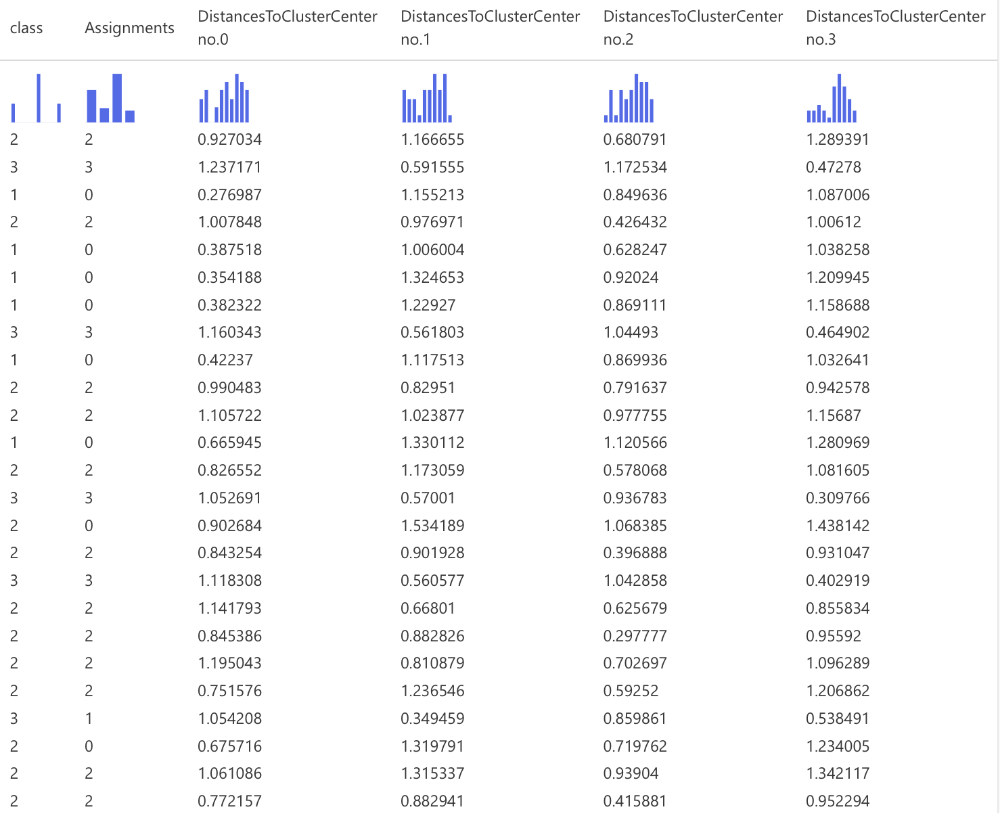 class Assignments DistancesToClusterCenter no.0 DistancesToClusterCenter no.1 DistancesToClusterCenter no.2 DistancesToClusterCenter no.3
2 2 0.927034 1.166655 0.680791 1.289391
3 3 1.237171 0.591555 1.172534 0.47278
1 0 0.276987 1.155213 0.849636 1.087006
2 2 1.007848 0.976971 0.426432 1.00612
1 0 0.387518 1.006004 0.628247 1.038258
1 0 0.354188 1.324653 0.92024 1.209945
1 0 0.382322 1.22927 0.869111 1.158688
3 3 1.160343 0.561803 1.04493 0.464902
1 0 0.42237 1.117513 0.869936 1.032641
2 2 0.990483 0.82951 0.791637 0.942578
2 2 1.105722 1.023877 0.977755 1.15687
1 0 0.665945 1.330112 1.120566 1.280969
2 2 0.826552 1.173059 0.578068 1.081605
3 3 1.052691 0.57001 0.936783 0.309766
2 0 0.902684 1.534189 1.068385 1.438142
2 2 0.843254 0.901928 0.396888 0.931047
3 3 1.118308 0.560577 1.042858 0.402919
2 2 1.141793 0.66801 0.625679 0.855834
2 2 0.845386 0.882826 0.297777 0.95592
2 2 1.195043 0.810879 0.702697 1.096289
2 2 0.751576 1.236546 0.59252 1.206862
3 1 1.054208 0.349459 0.859861 0.538491
2 0 0.675716 1.319791 0.719762 1.234005
2 2 1.061086 1.315337 0.93904 1.342117
2 2 0.772157 0.882941 0.415881 0.952294